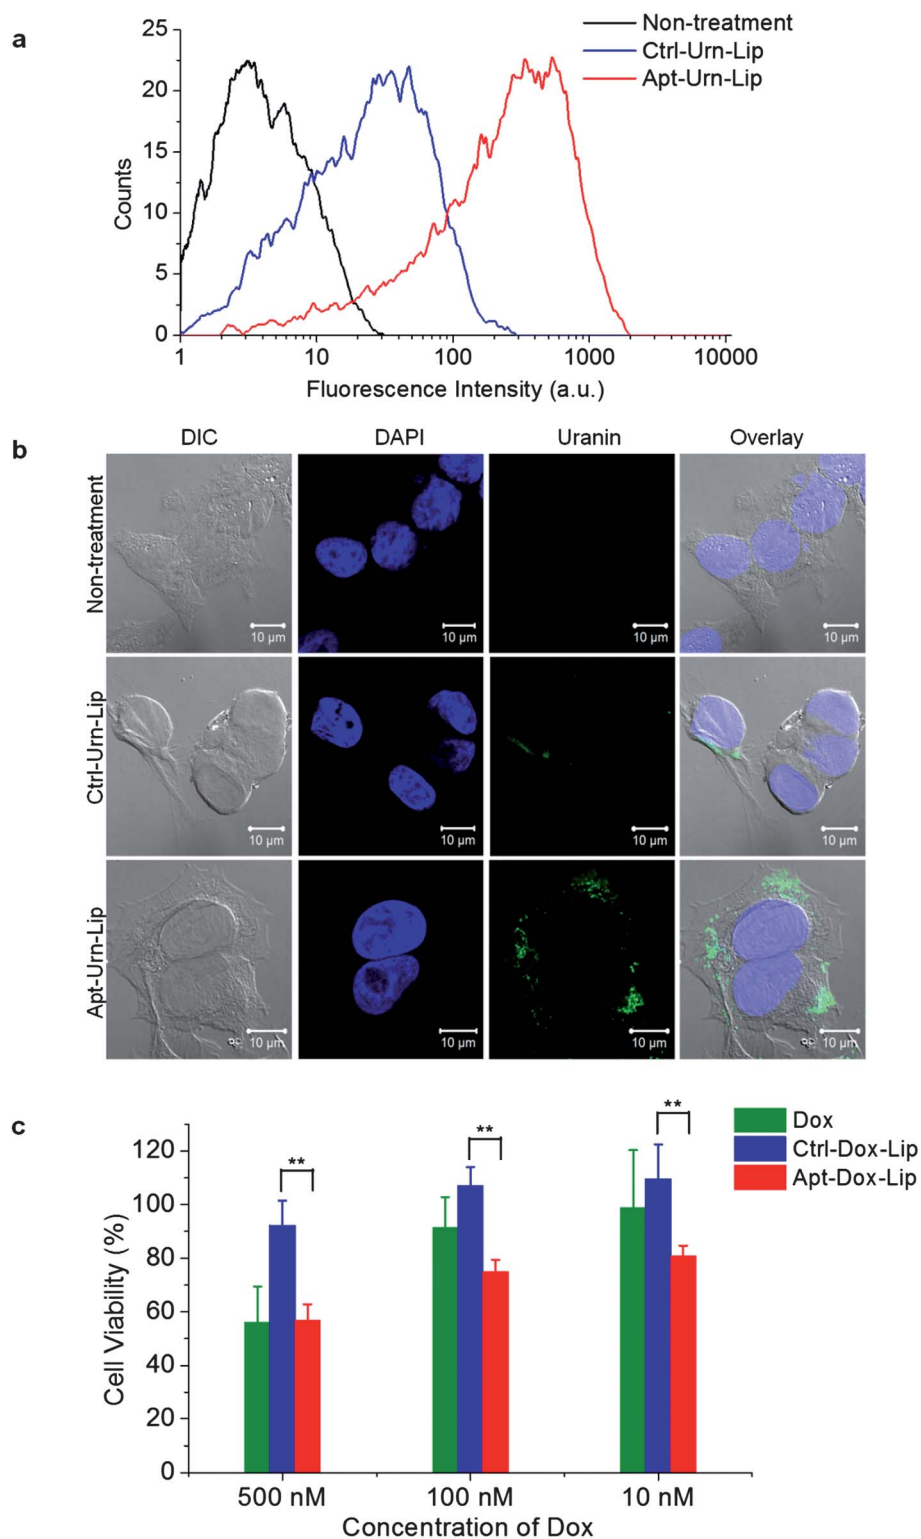 a
Non-treatment
Ctrl-Urn-Lip
Apt-Urn-Lip
25
20
15
10
5
0
Counts
1 10 100 1000 10000
Fluorescence Intensity (a.u.)
b
DIC DAPI Uranin Overlay
Non-treatment
10 µm 10 µm 10 µm 10 µm
Ctrl-Urn-Lip
10 µm 10 µm 10 µm 10 µm
Apt-Urn-Lip
10 µm 10 µm 10 µm 10 µm
c
Dox
Ctrl-Dox-Lip
Apt-Dox-Lip
** ** **
120
100
80
60
40
20
0
Cell Viability (%)
500 nM 100 nM 10 nM
Concentration of Dox